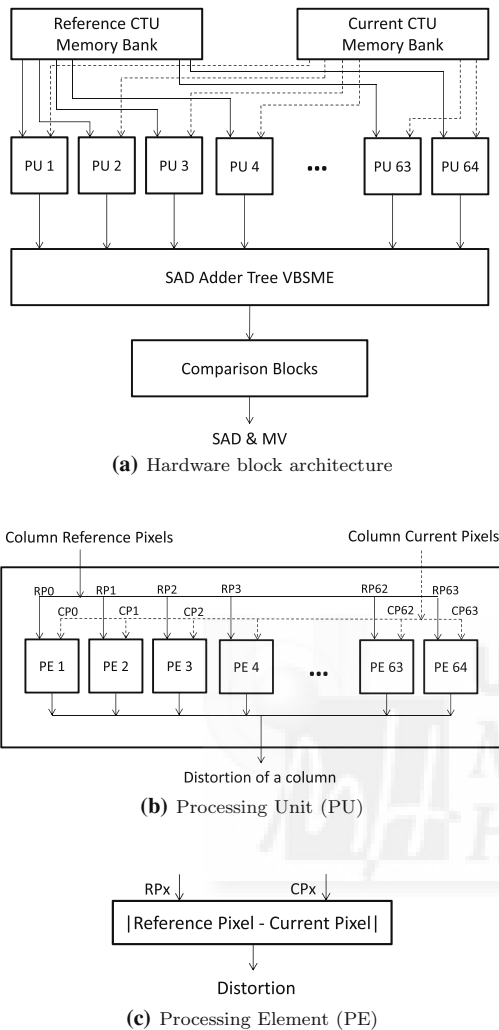 Reference CTU
Memory Bank
Current CTU
Memory Bank
PU 1 PU 2 PU 3 PU 4 ... PU 63 PU 64
SAD Adder Tree VBSME
Comparison Blocks
SAD & MV
(a) Hardware block architecture
Column Reference Pixels Column Current Pixels
RP0 RP1 RP2 RP3 RP62 RP63
CP0 CP1 CP2 CP62 CP63
PE 1 PE 2 PE 3 PE 4 ... PE 63 PE 64
Distortion of a column
(b) Processing Unit (PU)
RPx CPx
|Reference Pixel - Current Pixel|
Distortion
(c) Processing Element (PE)